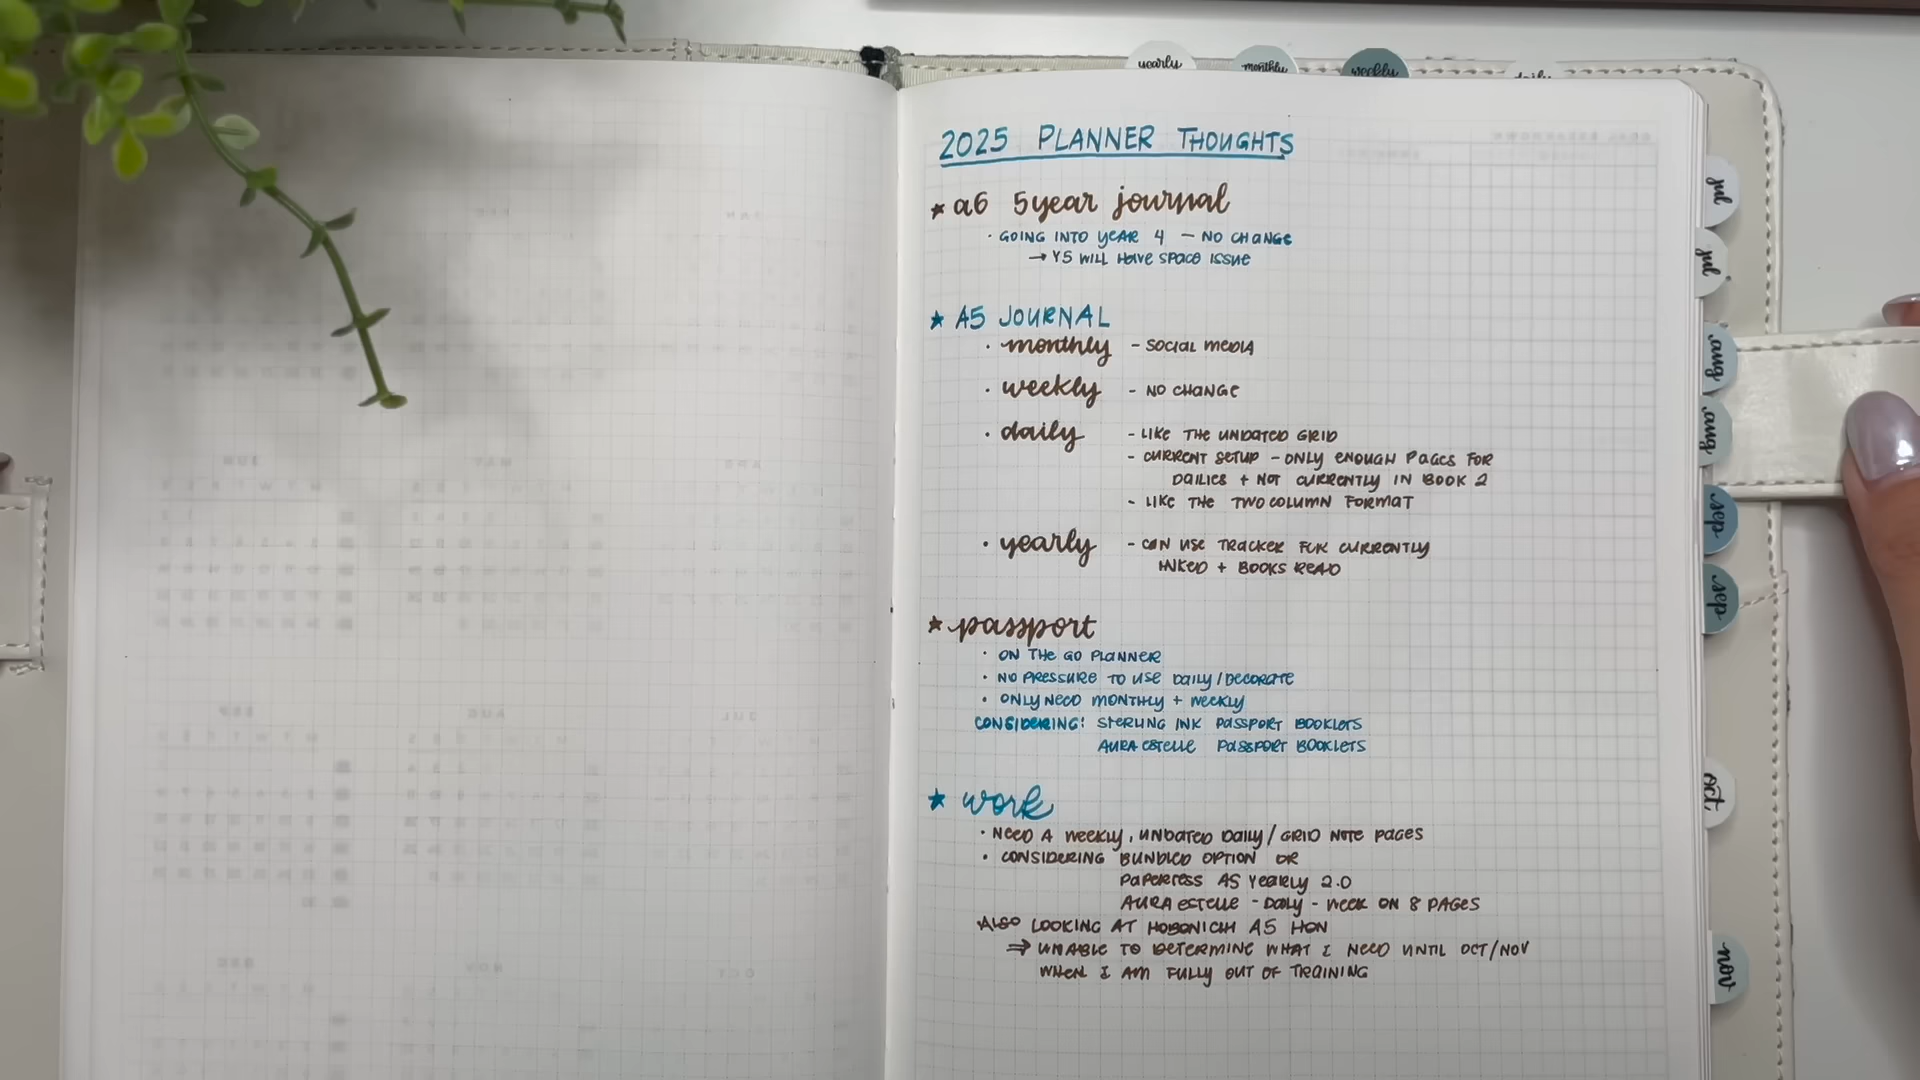 yearly
monthly
weekly
daily
2025 PLANNER THOUGHTS
★ a6 5 year journal
· GOING INTO YEAR 4 — NO CHANGE
→ Y5 WILL HAVE SPACE ISSUE
★ A5 JOURNAL
· monthly - SOCIAL MEDIA
· weekly - NO CHANGE
· daily - LIKE THE UNDATED GRID
- CURRENT SETUP - ONLY ENOUGH PAGES FOR
DAILIES + NOT CURRENTLY IN BOOK 2
- LIKE THE TWO COLUMN FORMAT
· yearly - CAN USE TRACKER FOR CURRENTLY
INKED + BOOKS READ
★ passport
· ON THE GO PLANNER
· NO PRESSURE TO USE DAILY/DECORATE
· ONLY NEED MONTHLY + WEEKLY
CONSIDERING: STERLING INK PASSPORT BOOKLETS
AURA ESTELLE PASSPORT BOOKLETS
★ work
· NEED A WEEKLY, UNDATED DAILY/GRID NOTE PAGES
· CONSIDERING BUNDLED OPTION OR
PAPERTESS A5 YEARLY 2.0
AURA ESTELLE - DAILY - WEEK ON 8 PAGES
ALSO LOOKING AT HOBONICHI A5 HON
⇒ UNABLE TO DETERMINE WHAT I NEED UNTIL OCT/NOV
WHEN I AM FULLY OUT OF TRAINING
jul
jul
aug
aug
sep
sep
oct
nov